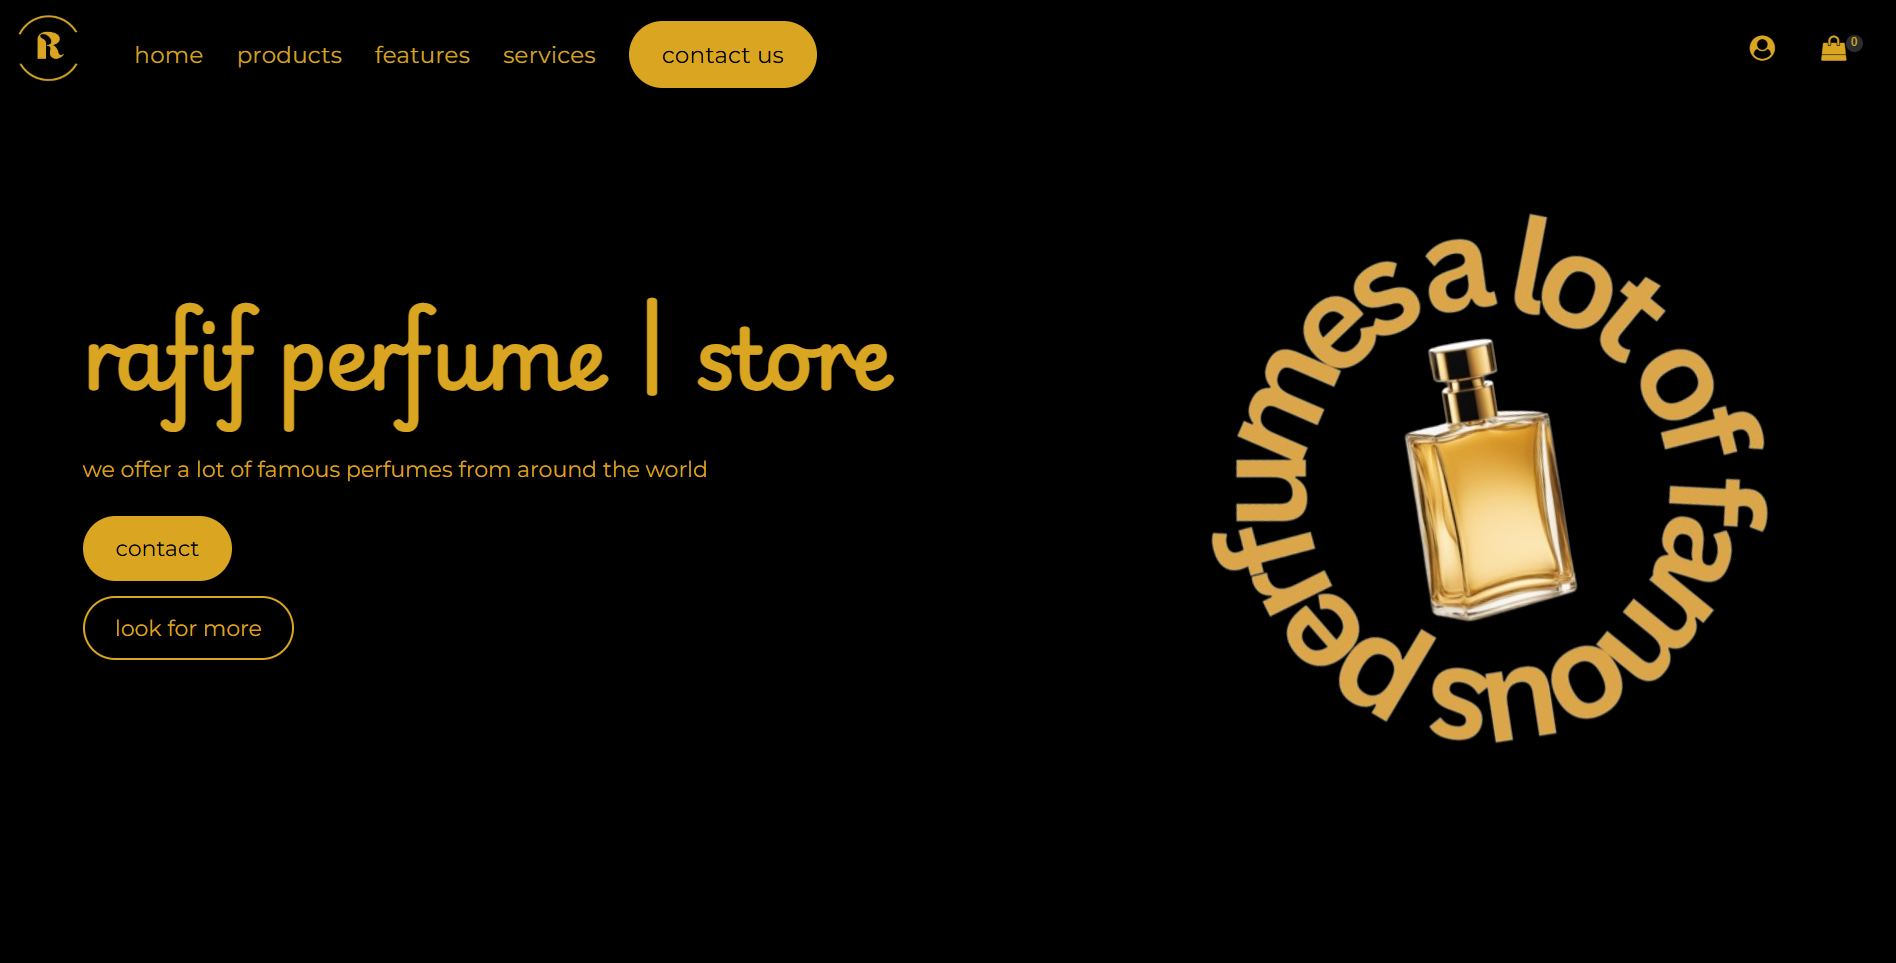 R
home products features services contact us
0
rafif perfume | store
we offer a lot of famous perfumes from around the world
contact
look for more
a lot of famous perfumes